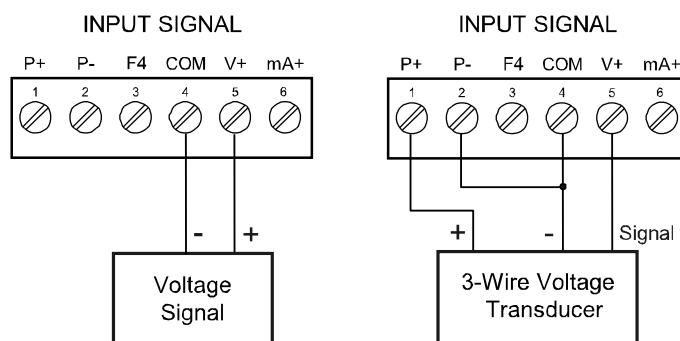 INPUT SIGNAL
P+ P- F4 COM V+ mA+
1 2 3 4 5 6
- +
Voltage
Signal
INPUT SIGNAL
P+ P- F4 COM V+ mA+
1 2 3 4 5 6
+ - Signal
3-Wire Voltage
Transducer